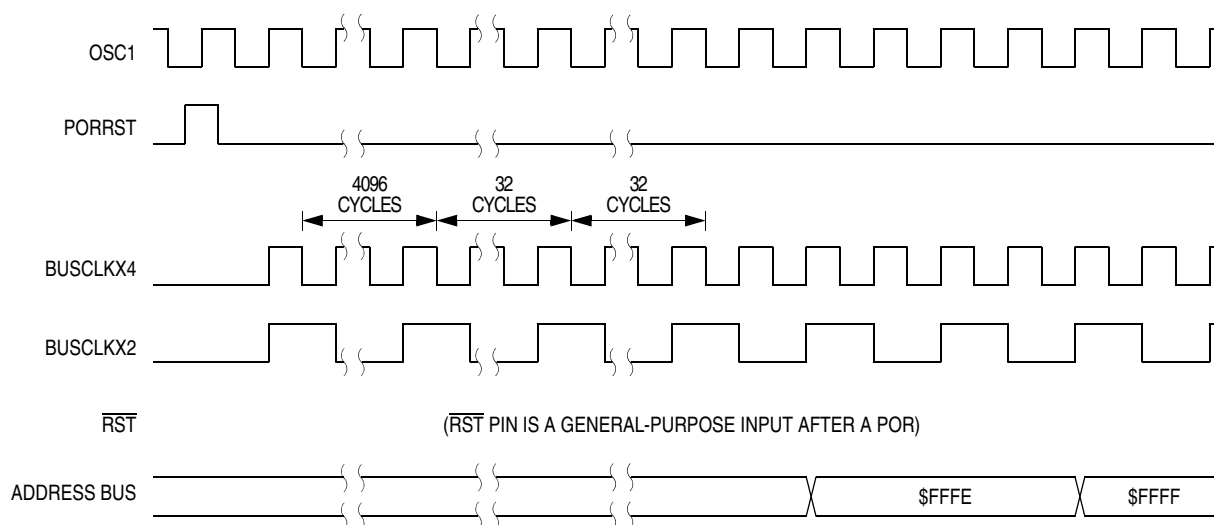 OSC1
PORRST
4096
CYCLES
32
CYCLES
32
CYCLES
BUSCLKX4
BUSCLKX2
RST
(RST PIN IS A GENERAL-PURPOSE INPUT AFTER A POR)
ADDRESS BUS
$FFFE
$FFFF